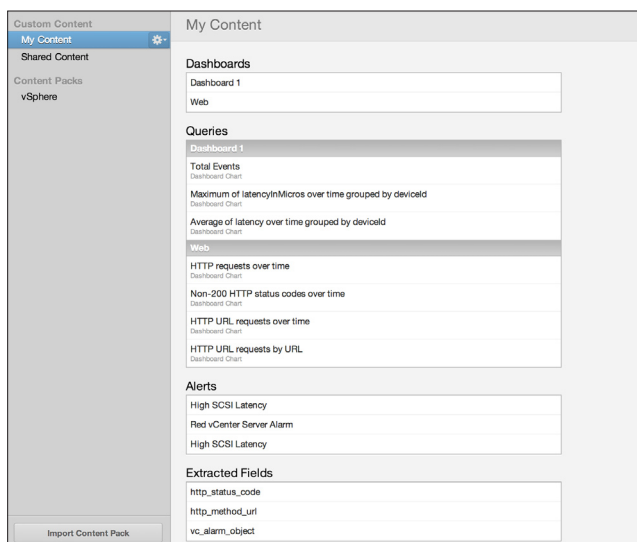 Custom Content
My Content
Shared Content
Content Packs
vSphere
Import Content Pack
My Content
Dashboards
Dashboard 1
Web
Queries
Dashboard 1
Total Events
Dashboard Chart
Maximum of latencyInMicros over time grouped by deviceId
Dashboard Chart
Average of latency over time grouped by deviceId
Dashboard Chart
Web
HTTP requests over time
Dashboard Chart
Non-200 HTTP status codes over time
Dashboard Chart
HTTP URL requests over time
Dashboard Chart
HTTP URL requests by URL
Dashboard Chart
Alerts
High SCSI Latency
Red vCenter Server Alarm
High SCSI Latency
Extracted Fields
http_status_code
http_method_url
vc_alarm_object